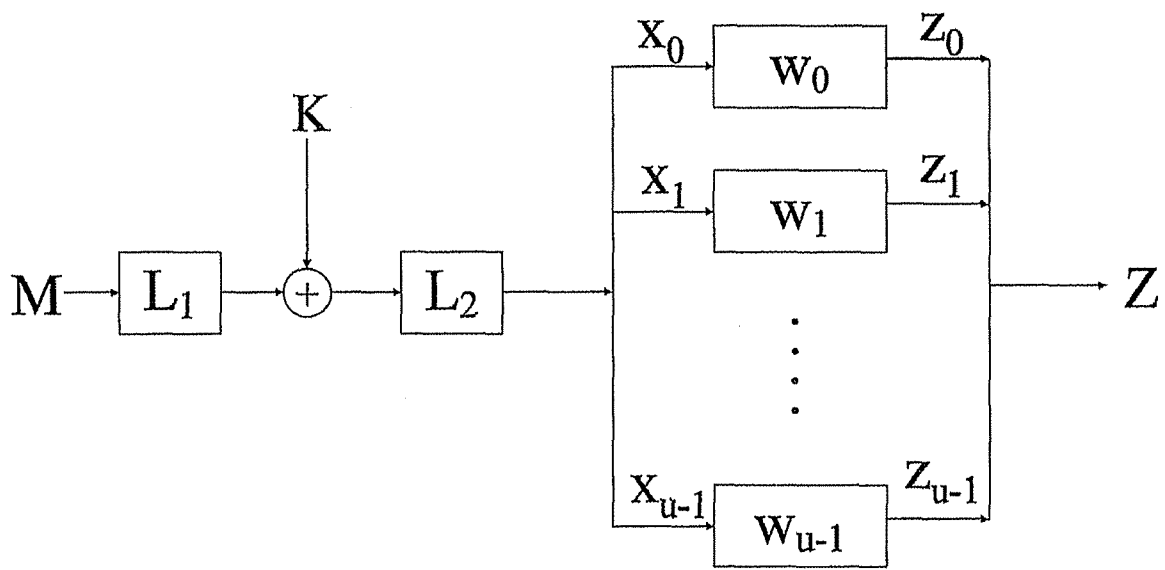 x₀ w₀ z₀
K
x₁ w₁ z₁
M L₁ + L₂ Z
xᵤ₋₁ wᵤ₋₁ zᵤ₋₁